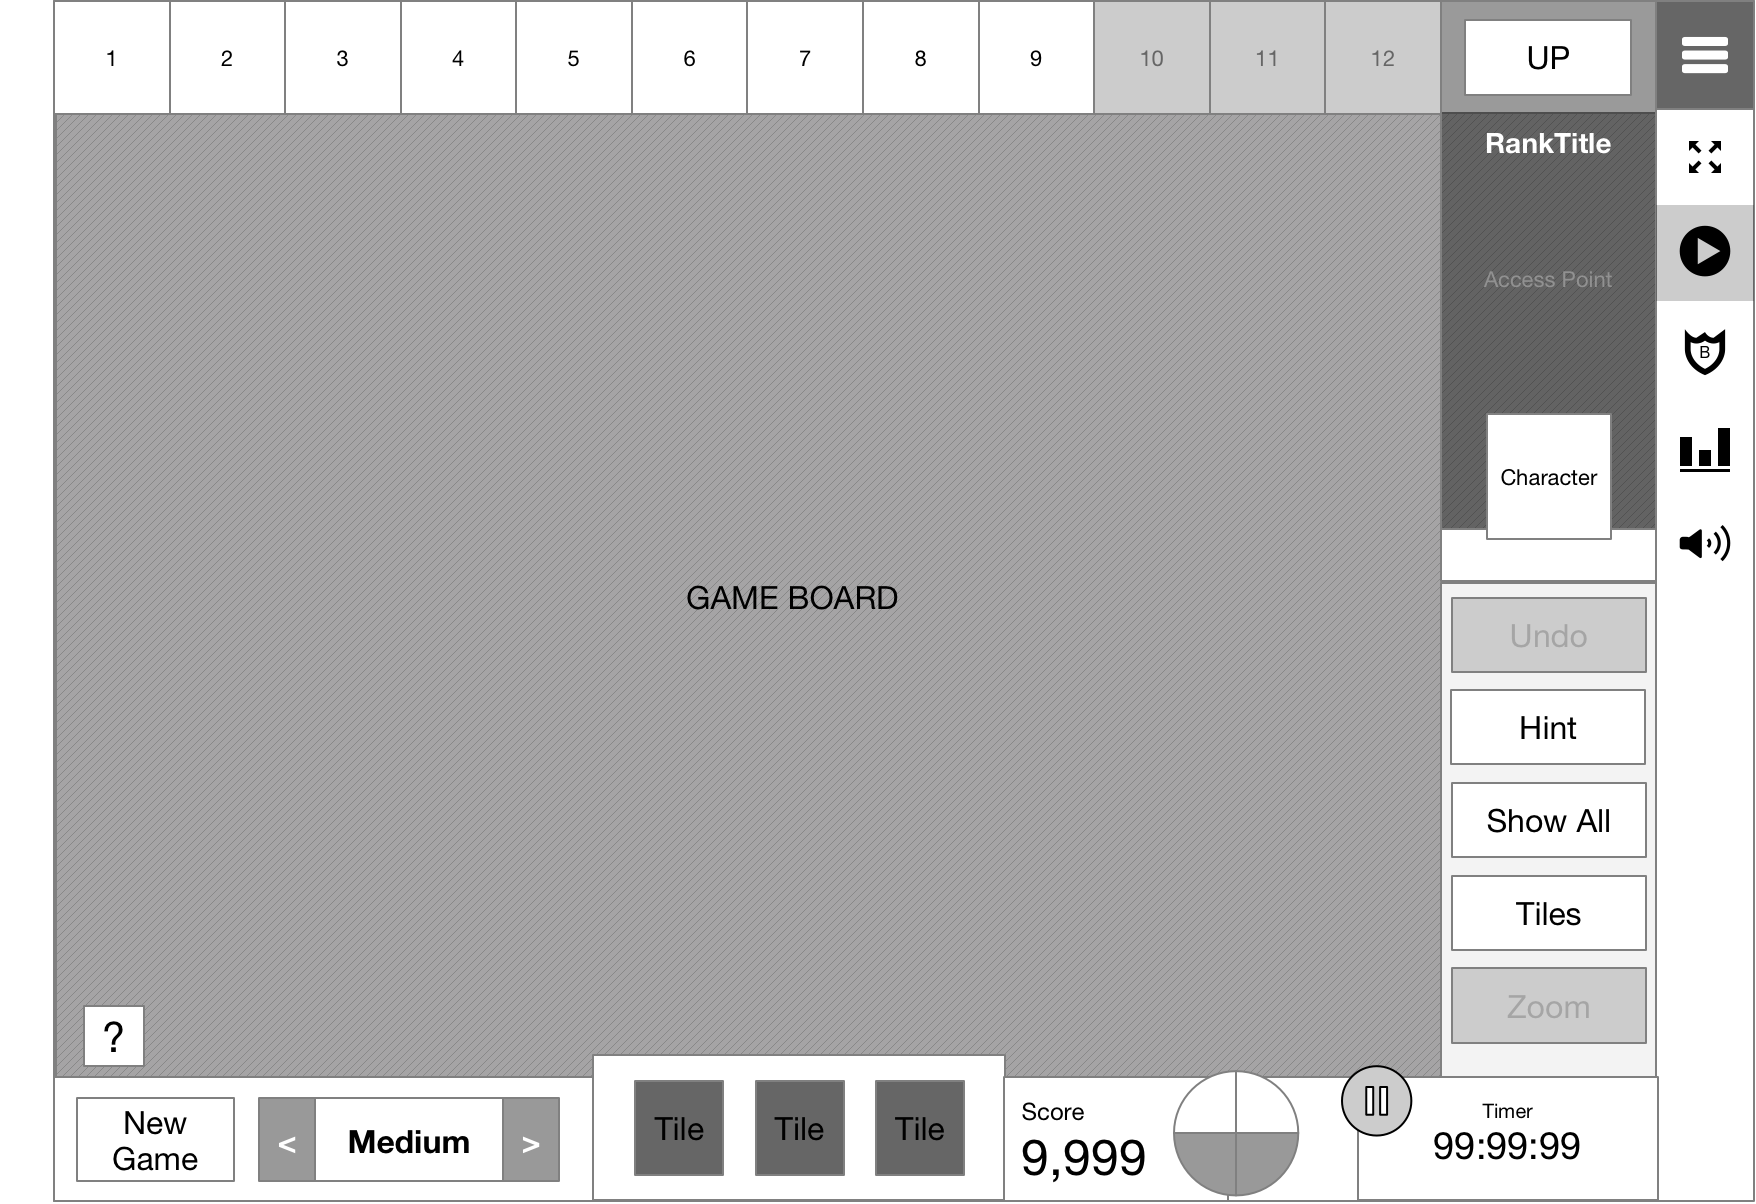 1 2 3 4 5 6 7 8 9 10 11 12 UP
RankTitle
Access Point
B
Character
GAME BOARD
Undo
Hint
Show All
Tiles
Zoom
?
New
Game
< Medium >
Tile Tile Tile
Score
9,999
Timer
99:99:99